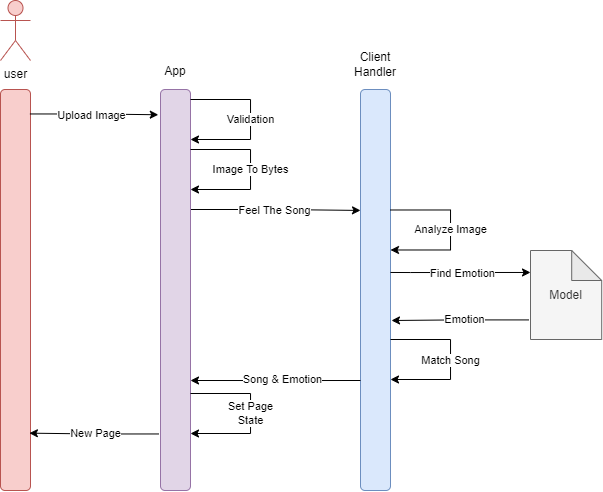 user
App
Client
Handler
Upload Image
Validation
Image To Bytes
Feel The Song
Analyze Image
Find Emotion
Model
Emotion
Match Song
Song & Emotion
Set Page
State
New Page